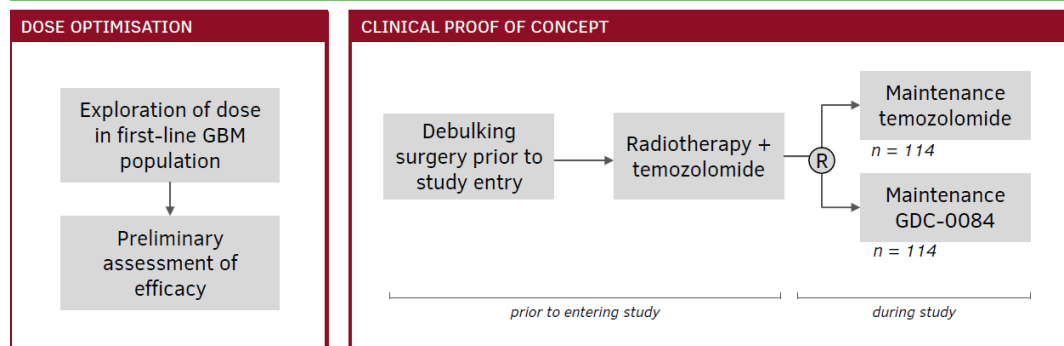 DOSE OPTIMISATION
Exploration of dose
in first-line GBM
population
Preliminary
assessment of
efficacy
CLINICAL PROOF OF CONCEPT
Debulking
surgery prior to
study entry
Radiotherapy +
temozolomide
R
Maintenance
temozolomide
n = 114
Maintenance
GDC-0084
n = 114
prior to entering study
during study